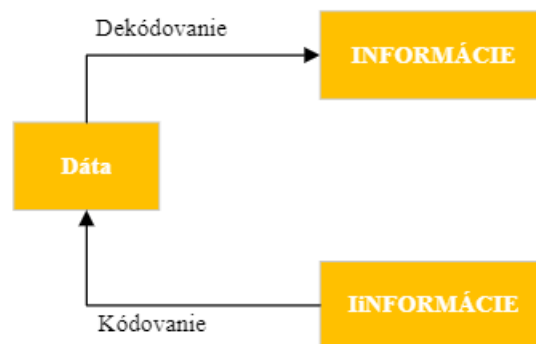 Dekódovanie
INFORMÁCIE
Dáta
IiNFORMÁCIE
Kódovanie